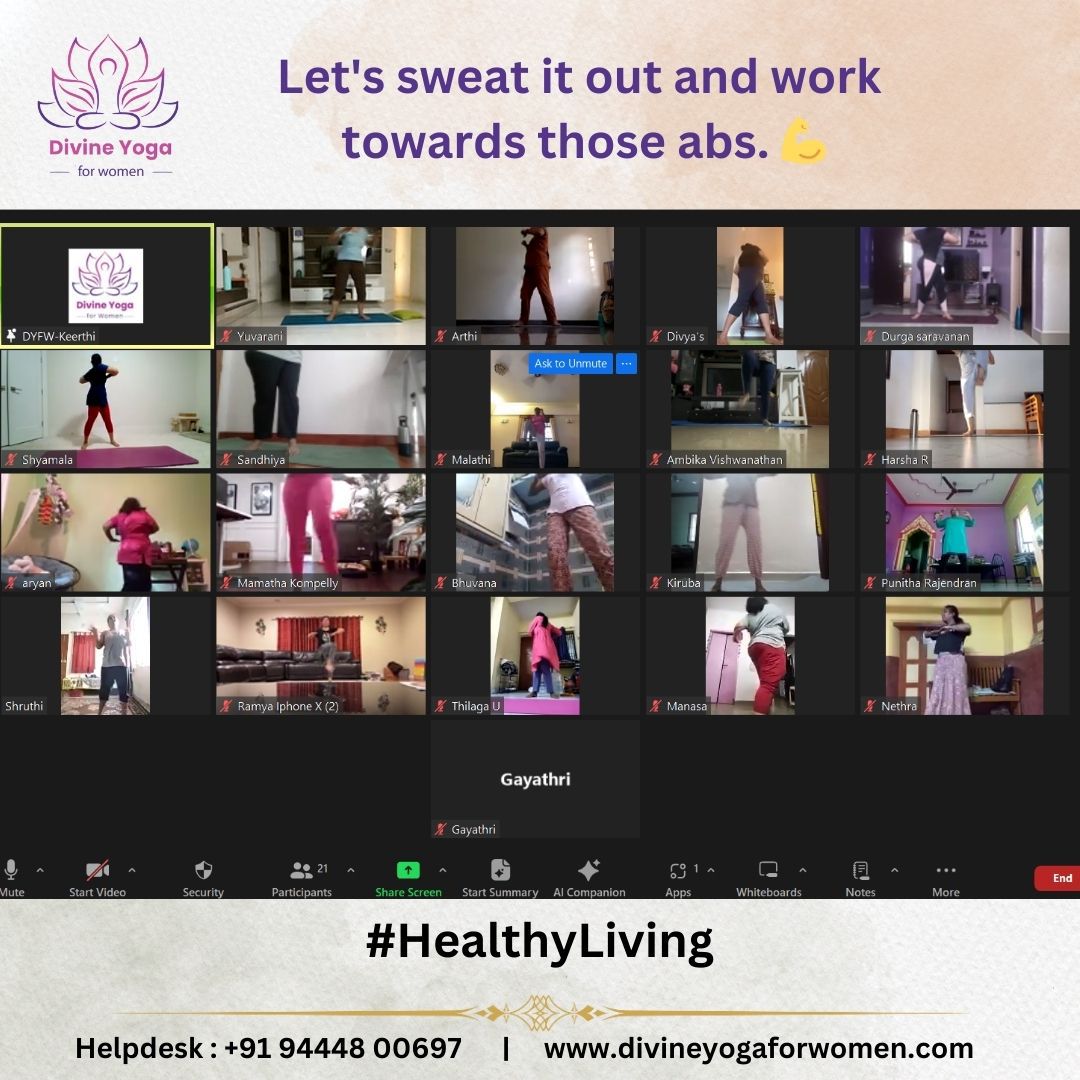 Let's sweat it out and work
towards those abs. 💪
Divine Yoga
for women
Divine Yoga
For Women
DYFW-Keerthi
Yuvarani
Arthi
Divya's
Durga saravanan
Shyamala
Sandhiya
Ask to Unmute ...
Malathi
Ambika Vishwanathan
Harsha R
aryan
Mamatha Kompelly
Bhuvana
Kiruba
Punitha Rajendran
Shruthi
Ramya Iphone X (2)
Thilaga U
Manasa
Nethra
Gayathri
Gayathri
21
1
Mute
Start Video
Security
Participants
Share Screen
Start Summary
AI Companion
Apps
Whiteboards
Notes
More
End
#HealthyLiving
Helpdesk : +91 94448 00697 | www.divineyogaforwomen.com